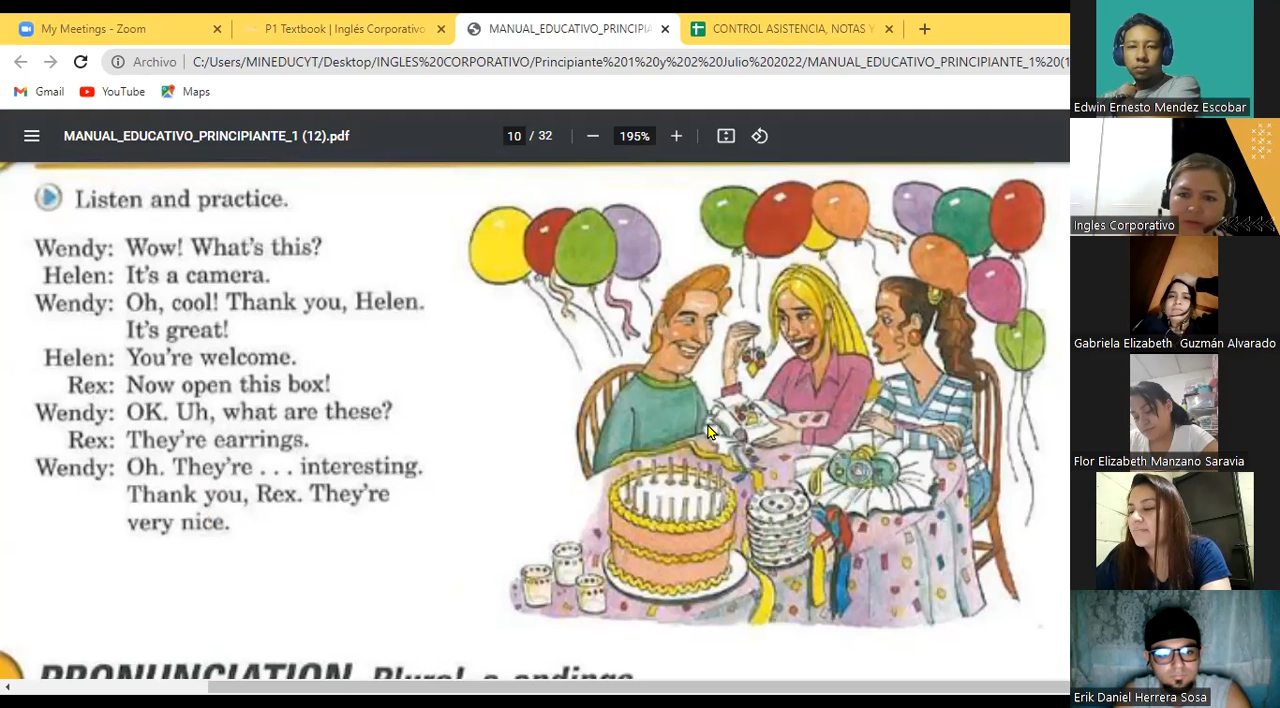 My Meetings - Zoom
P1 Textbook | Inglés Corporativo
MANUAL_EDUCATIVO_PRINCIPIA
CONTROL ASISTENCIA, NOTAS Y
Archivo
C:/Users/MINEDUCYT/Desktop/INGLES%20CORPORATIVO/Principiante%201%20y%202%20Julio%202022/MANUAL_EDUCATIVO_PRINCIPIANTE_1%20(1
Gmail
YouTube
Maps
MANUAL_EDUCATIVO_PRINCIPIANTE_1 (12).pdf
10 / 32
195%
Listen and practice.
Wendy: Wow! What's this?
Helen: It's a camera.
Wendy: Oh, cool! Thank you, Helen.
It's great!
Helen: You're welcome.
Rex: Now open this box!
Wendy: OK. Uh, what are these?
Rex: They're earrings.
Wendy: Oh. They're . . . interesting.
Thank you, Rex. They're
very nice.
PRONUNCIATION Plural s endings
Edwin Ernesto Mendez Escobar
Ingles Corporativo
Gabriela Elizabeth Guzmán Alvarado
Flor Elizabeth Manzano Saravia
Erik Daniel Herrera Sosa